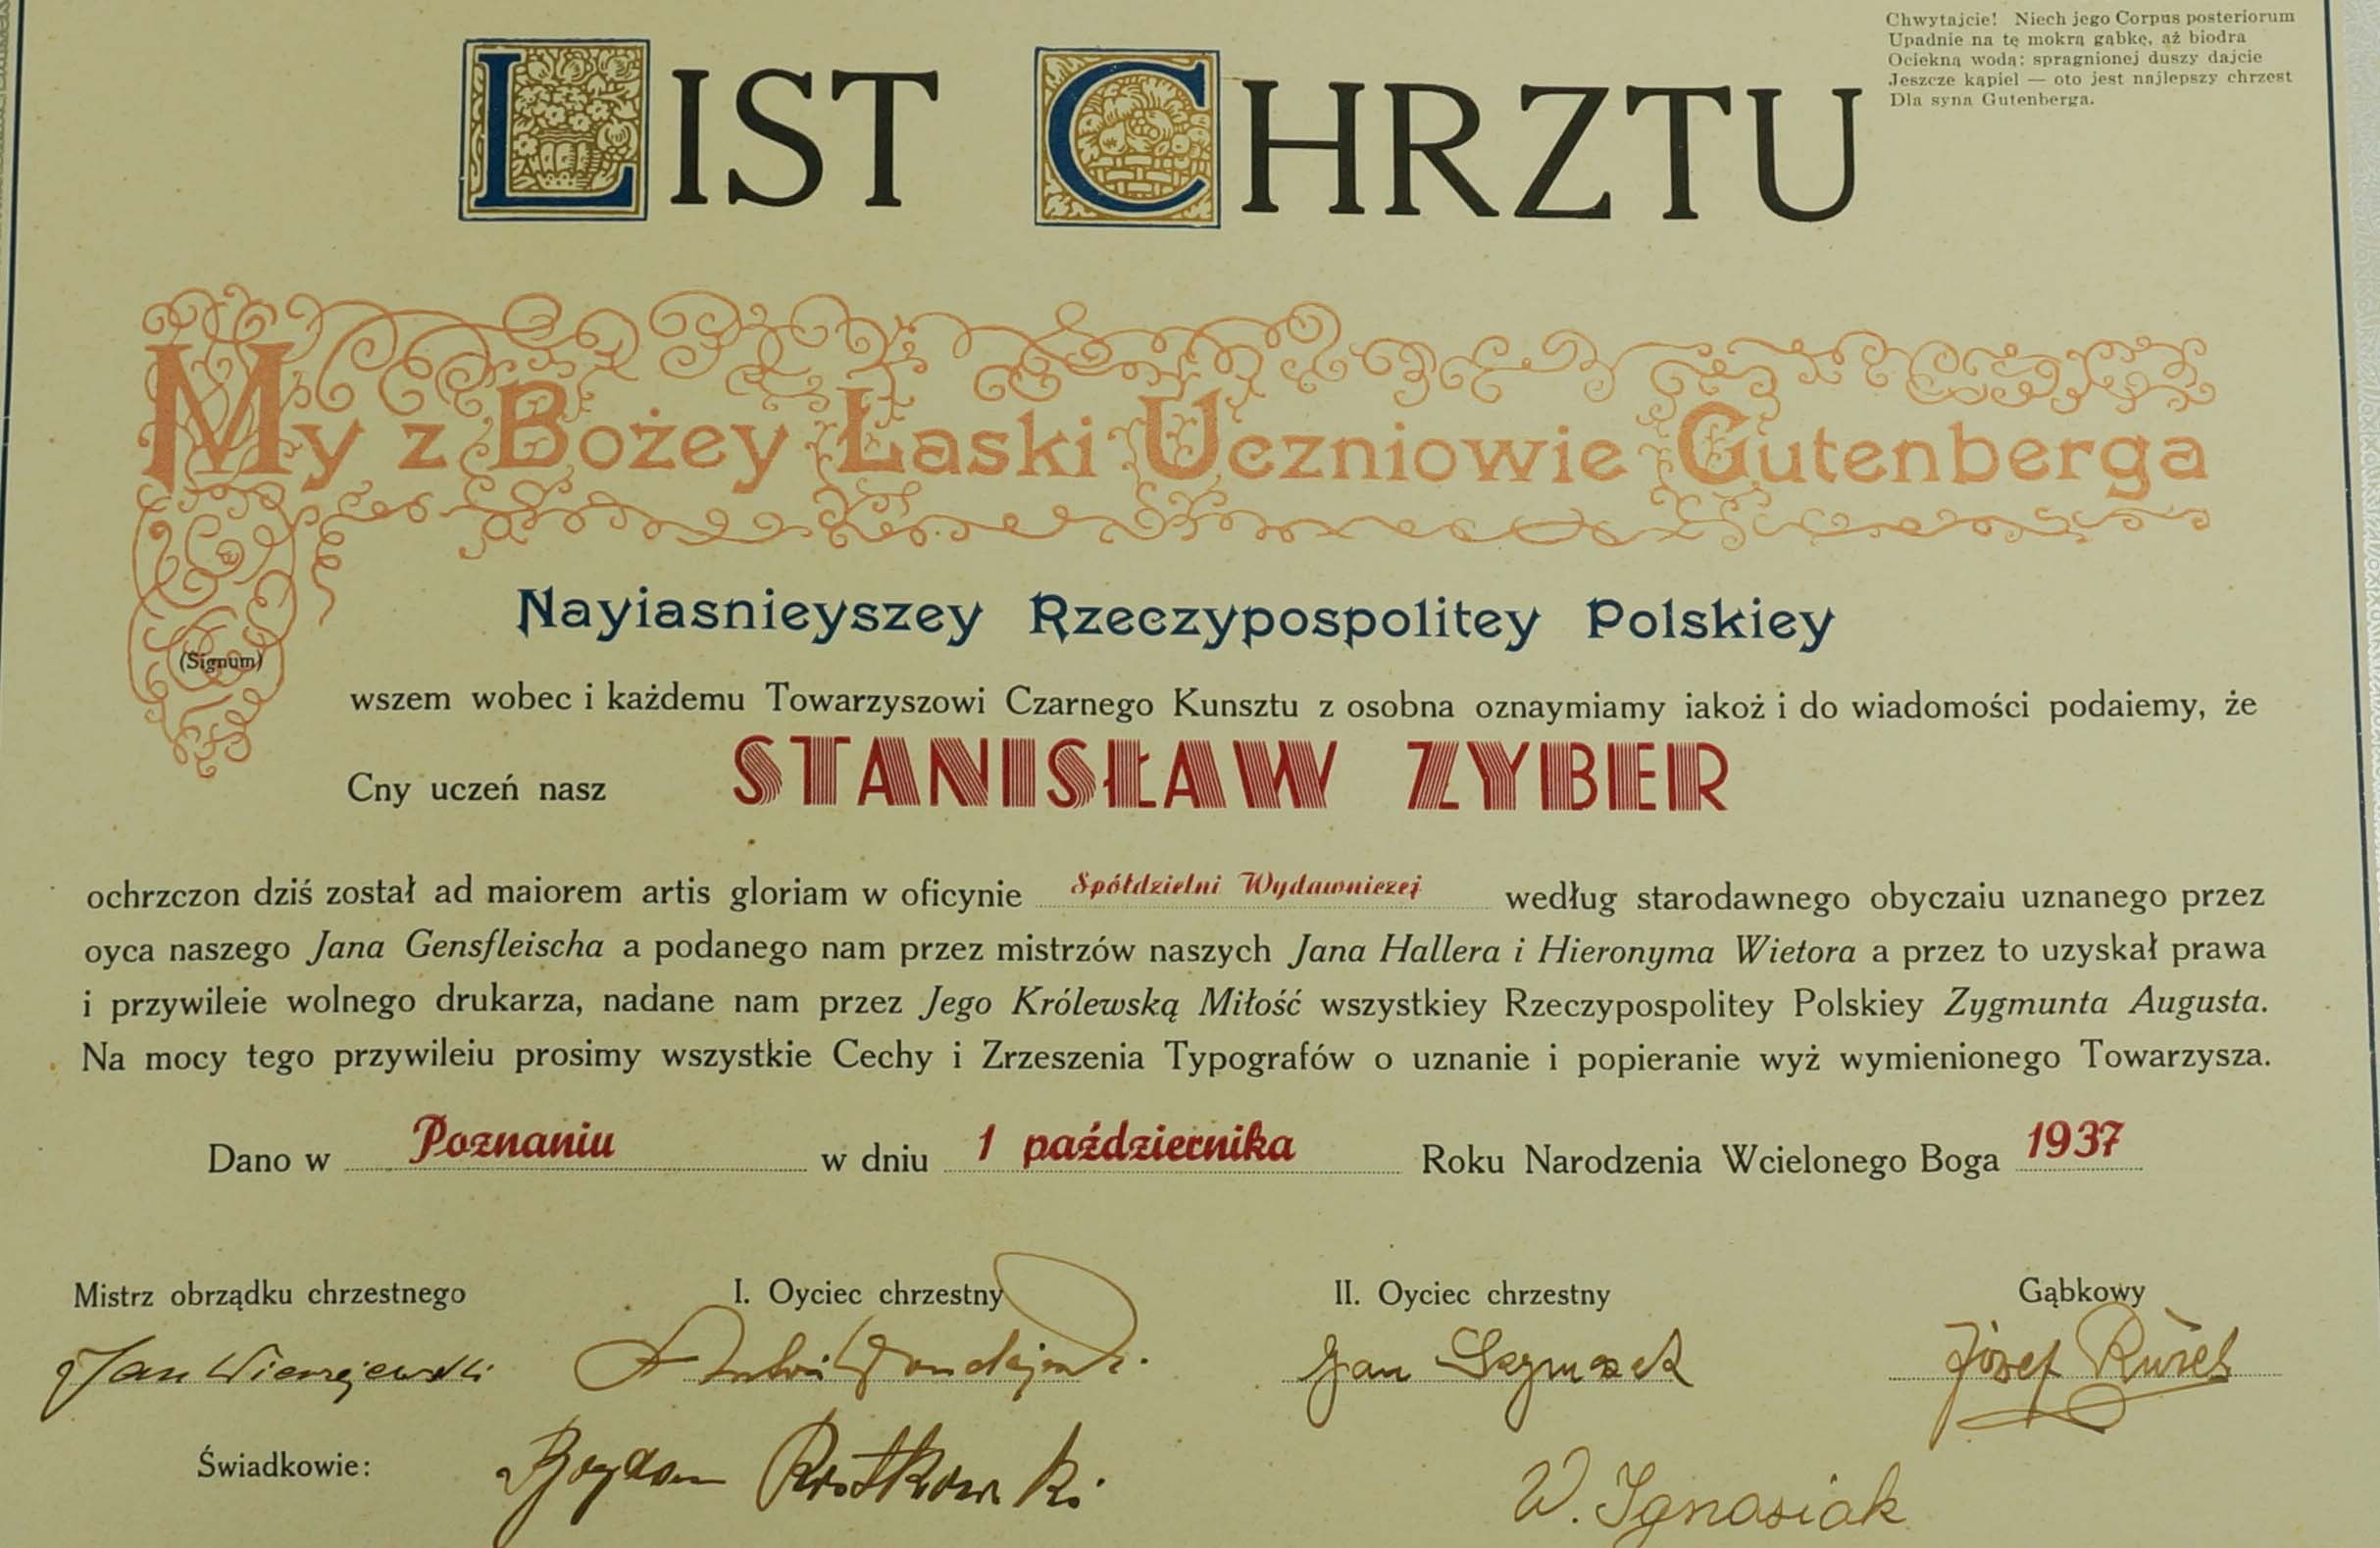 Chwytajcie! Niech jego Corpus posteriorum
Upadnie na tę mokrą gąbkę, aż biodra
Ociekną wodą: spragnionej duszy dajcie
Jeszcze kąpiel — oto jest najlepszy chrzest
Dla syna Gutenberga.
LIST CHRZTU
My z Bożey Łaski Uczniowie Gutenberga
Nayiasnieyszey Rzeczypospolitey Polskiey
(Signum)
wszem wobec i każdemu Towarzyszowi Czarnego Kunsztu z osobna oznaymiamy iakoż i do wiadomości podaiemy, że
Cny uczeń nasz STANISŁAW ZYBER
ochrzczon dziś został ad maiorem artis gloriam w oficynie Spółdzielni Wydawniczej według starodawnego obyczaiu uznanego przez
oyca naszego Jana Gensfleischa a podanego nam przez mistrzów naszych Jana Hallera i Hieronyma Wietora a przez to uzyskał prawa
i przywileie wolnego drukarza, nadane nam przez Jego Królewską Miłość wszystkiey Rzeczypospolitey Polskiey Zygmunta Augusta.
Na mocy tego przywileiu prosimy wszystkie Cechy i Zrzeszenia Typografów o uznanie i popieranie wyż wymienionego Towarzysza.
Dano w Poznaniu w dniu 1 października Roku Narodzenia Wcielonego Boga 1937
Mistrz obrządku chrzestnego I. Oyciec chrzestny II. Oyciec chrzestny Gąbkowy
Jan Jan Józef
Świadkowie: Bogdan W. Ignasiak